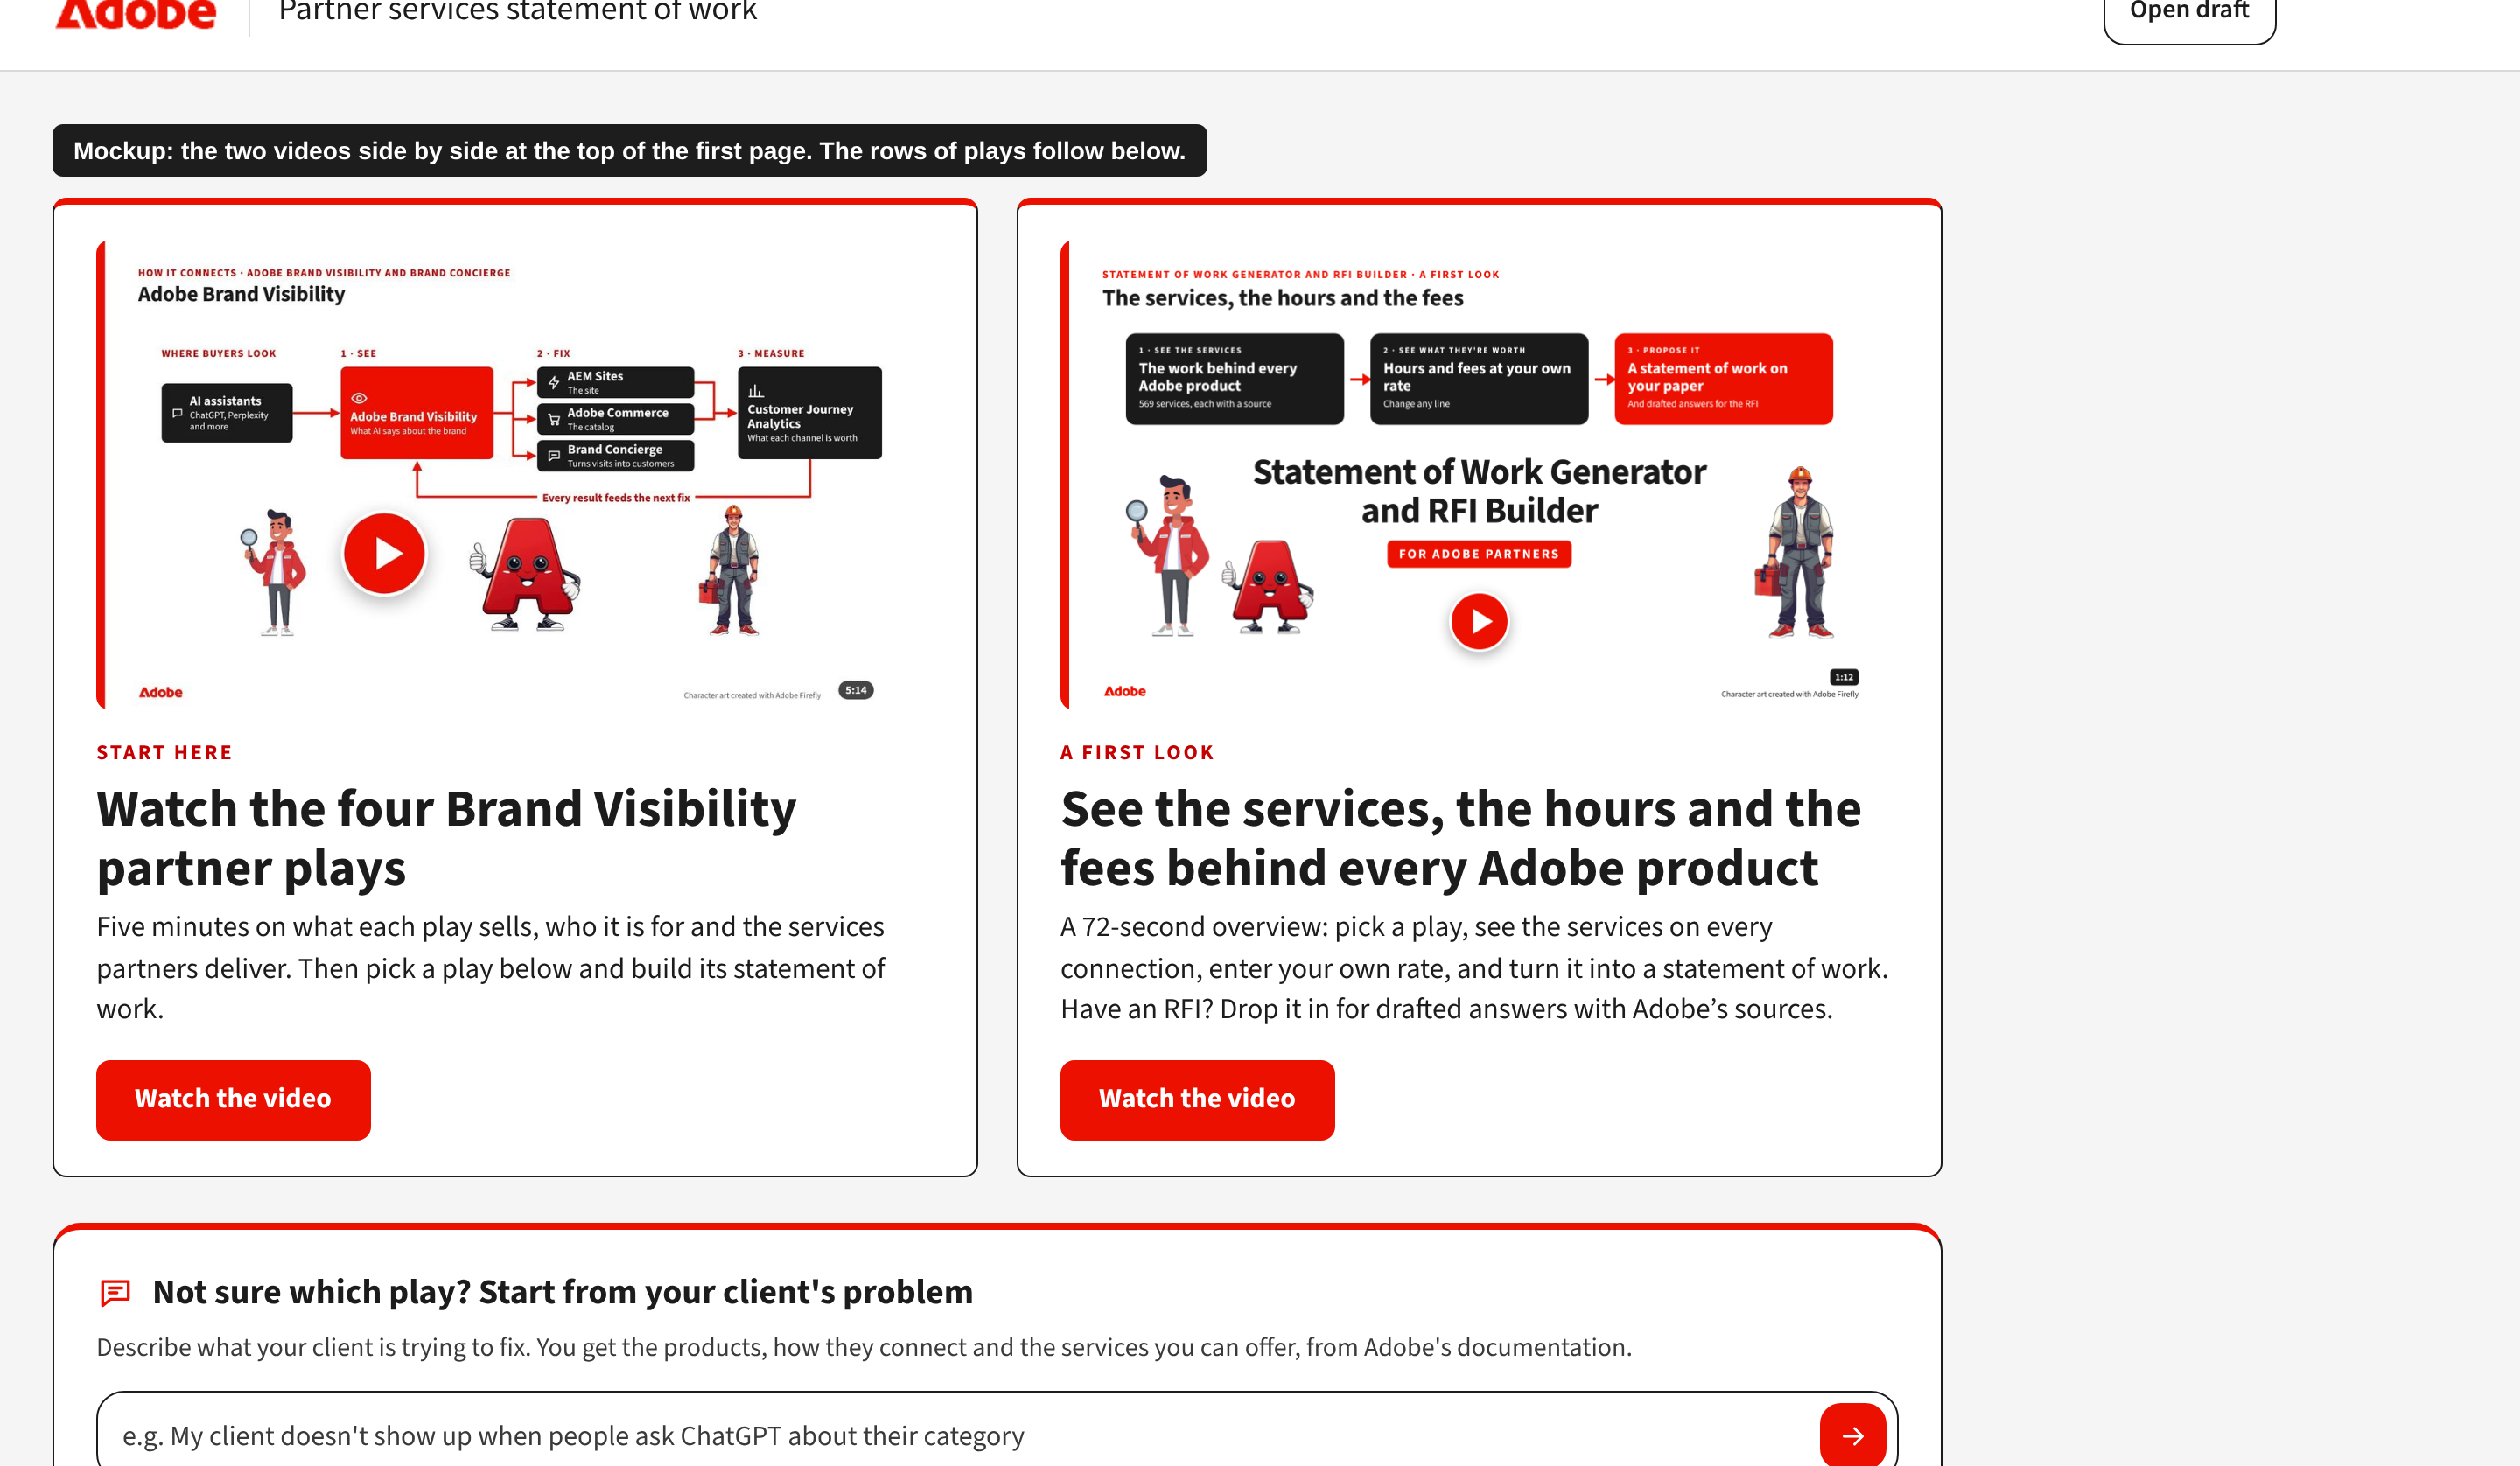 Adobe
Partner services statement of work
Open draft
Mockup: the two videos side by side at the top of the first page. The rows of plays follow below.
HOW IT CONNECTS · ADOBE BRAND VISIBILITY AND BRAND CONCIERGE
Adobe Brand Visibility
WHERE BUYERS LOOK
1 · SEE
2 · FIX
3 · MEASURE
AI assistants
ChatGPT, Perplexity
and more
Adobe Brand Visibility
What AI says about the brand
AEM Sites
The site
Adobe Commerce
The catalog
Brand Concierge
Turns visits into customers
Customer Journey
Analytics
What each channel is worth
Every result feeds the next fix
Adobe
Character art created with Adobe Firefly
5:14
START HERE
Watch the four Brand Visibility
partner plays
Five minutes on what each play sells, who it is for and the services
partners deliver. Then pick a play below and build its statement of
work.
Watch the video
STATEMENT OF WORK GENERATOR AND RFI BUILDER · A FIRST LOOK
The services, the hours and the fees
1 · SEE THE SERVICES
The work behind every
Adobe product
569 services, each with a source
2 · SEE WHAT THEY'RE WORTH
Hours and fees at your own
rate
Change any line
3 · PROPOSE IT
A statement of work on
your paper
And drafted answers for the RFI
Statement of Work Generator
and RFI Builder
FOR ADOBE PARTNERS
Adobe
1:12
Character art created with Adobe Firefly
A FIRST LOOK
See the services, the hours and the
fees behind every Adobe product
A 72-second overview: pick a play, see the services on every
connection, enter your own rate, and turn it into a statement of work.
Have an RFI? Drop it in for drafted answers with Adobe’s sources.
Watch the video
Not sure which play? Start from your client's problem
Describe what your client is trying to fix. You get the products, how they connect and the services you can offer, from Adobe's documentation.
e.g. My client doesn't show up when people ask ChatGPT about their category